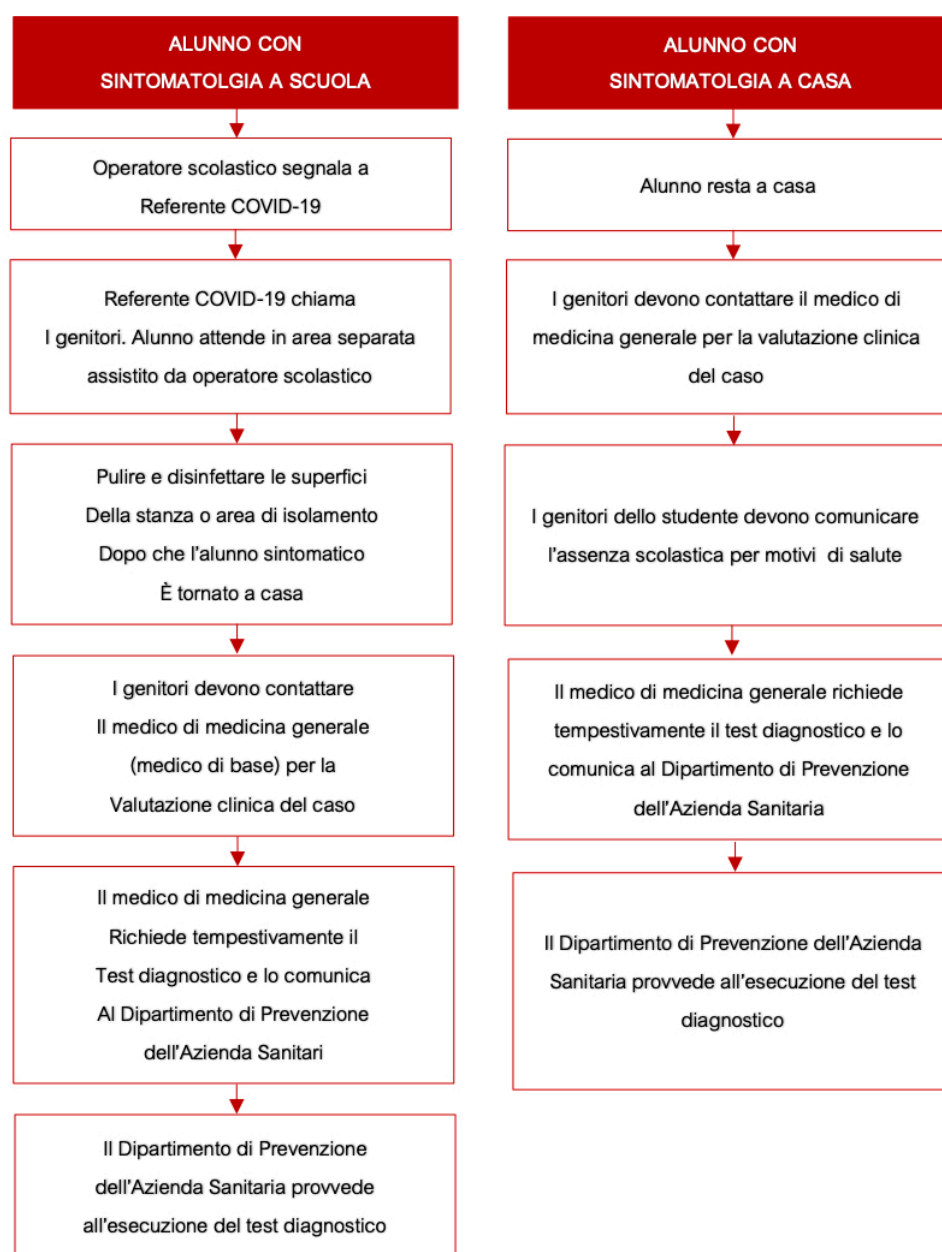 ALUNNO CON
SINTOMATOLGIA A SCUOLA
Operatore scolastico segnala a
Referente COVID-19
Referente COVID-19 chiama
I genitori. Alunno attende in area separata
assistito da operatore scolastico
Pulire e disinfettare le superfici
Della stanza o area di isolamento
Dopo che l'alunno sintomatico
È tornato a casa
I genitori devono contattare
Il medico di medicina generale
(medico di base) per la
Valutazione clinica del caso
Il medico di medicina generale
Richiede tempestivamente il
Test diagnostico e lo comunica
Al Dipartimento di Prevenzione
dell'Azienda Sanitari
Il Dipartimento di Prevenzione
dell'Azienda Sanitaria provvede
all'esecuzione del test diagnostico
ALUNNO CON
SINTOMATOLGIA A CASA
Alunno resta a casa
I genitori devono contattare il medico di
medicina generale per la valutazione clinica
del caso
I genitori dello studente devono comunicare
l'assenza scolastica per motivi di salute
Il medico di medicina generale richiede
tempestivamente il test diagnostico e lo
comunica al Dipartimento di Prevenzione
dell'Azienda Sanitaria
Il Dipartimento di Prevenzione dell'Azienda
Sanitaria provvede all'esecuzione del test
diagnostico